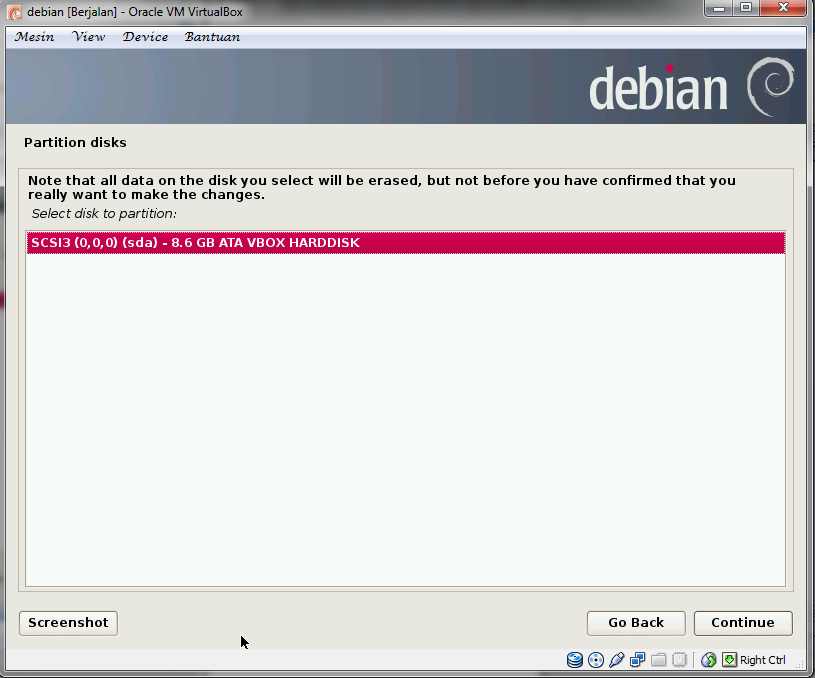 debian [Berjalan] - Oracle VM VirtualBox
Mesin View Device Bantuan
debian
Partition disks
Note that all data on the disk you select will be erased, but not before you have confirmed that you
really want to make the changes.
Select disk to partition:
SCSI3 (0,0,0) (sda) - 8.6 GB ATA VBOX HARDDISK
Screenshot Go Back Continue
Right Ctrl